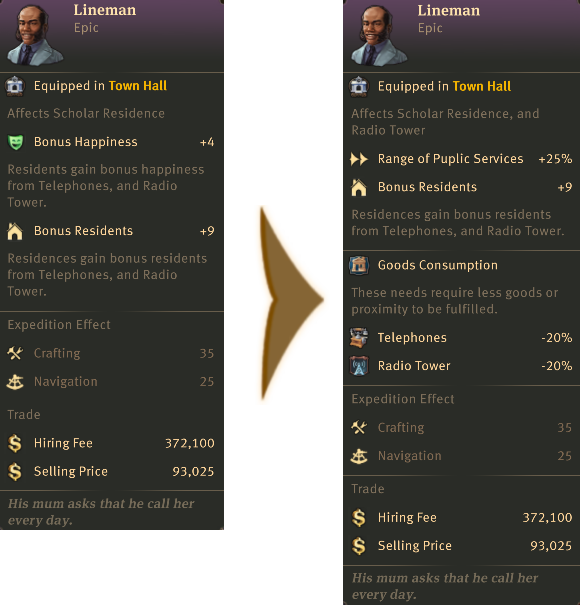 Lineman
Epic
Equipped in Town Hall
Affects Scholar Residence
Bonus Happiness +4
Residents gain bonus happiness
from Telephones, and Radio
Tower.
Bonus Residents +9
Residences gain bonus residents
from Telephones, and Radio
Tower.
Expedition Effect
Crafting 35
Navigation 25
Trade
Hiring Fee 372,100
Selling Price 93,025
His mum asks that he call her
every day.
Lineman
Epic
Equipped in Town Hall
Affects Scholar Residence, and
Radio Tower
Range of Puplic Services +25%
Bonus Residents +9
Residences gain bonus residents
from Telephones, and Radio Tower.
Goods Consumption
These needs require less goods or
proximity to be fulfilled.
Telephones -20%
Radio Tower -20%
Expedition Effect
Crafting 35
Navigation 25
Trade
Hiring Fee 372,100
Selling Price 93,025
His mum asks that he call her
every day.